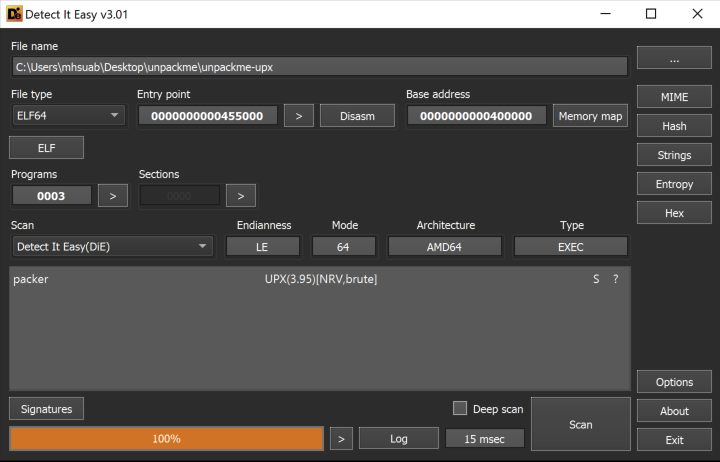 Detect It Easy v3.01
File name
C:\Users\mhsuab\Desktop\unpackme\unpackme-upx
...
File type Entry point Base address
ELF64 0000000000455000 > Disasm 0000000000400000 Memory map
MIME
Hash
ELF
Strings
Programs Sections
Entropy
0003 > 0000 >
Hex
Scan Endianness Mode Architecture Type
Detect It Easy(DiE) LE 64 AMD64 EXEC
packer UPX(3.95)[NRV,brute] S ?
Options
Signatures Deep scan Scan About
100% > Log 15 msec Exit